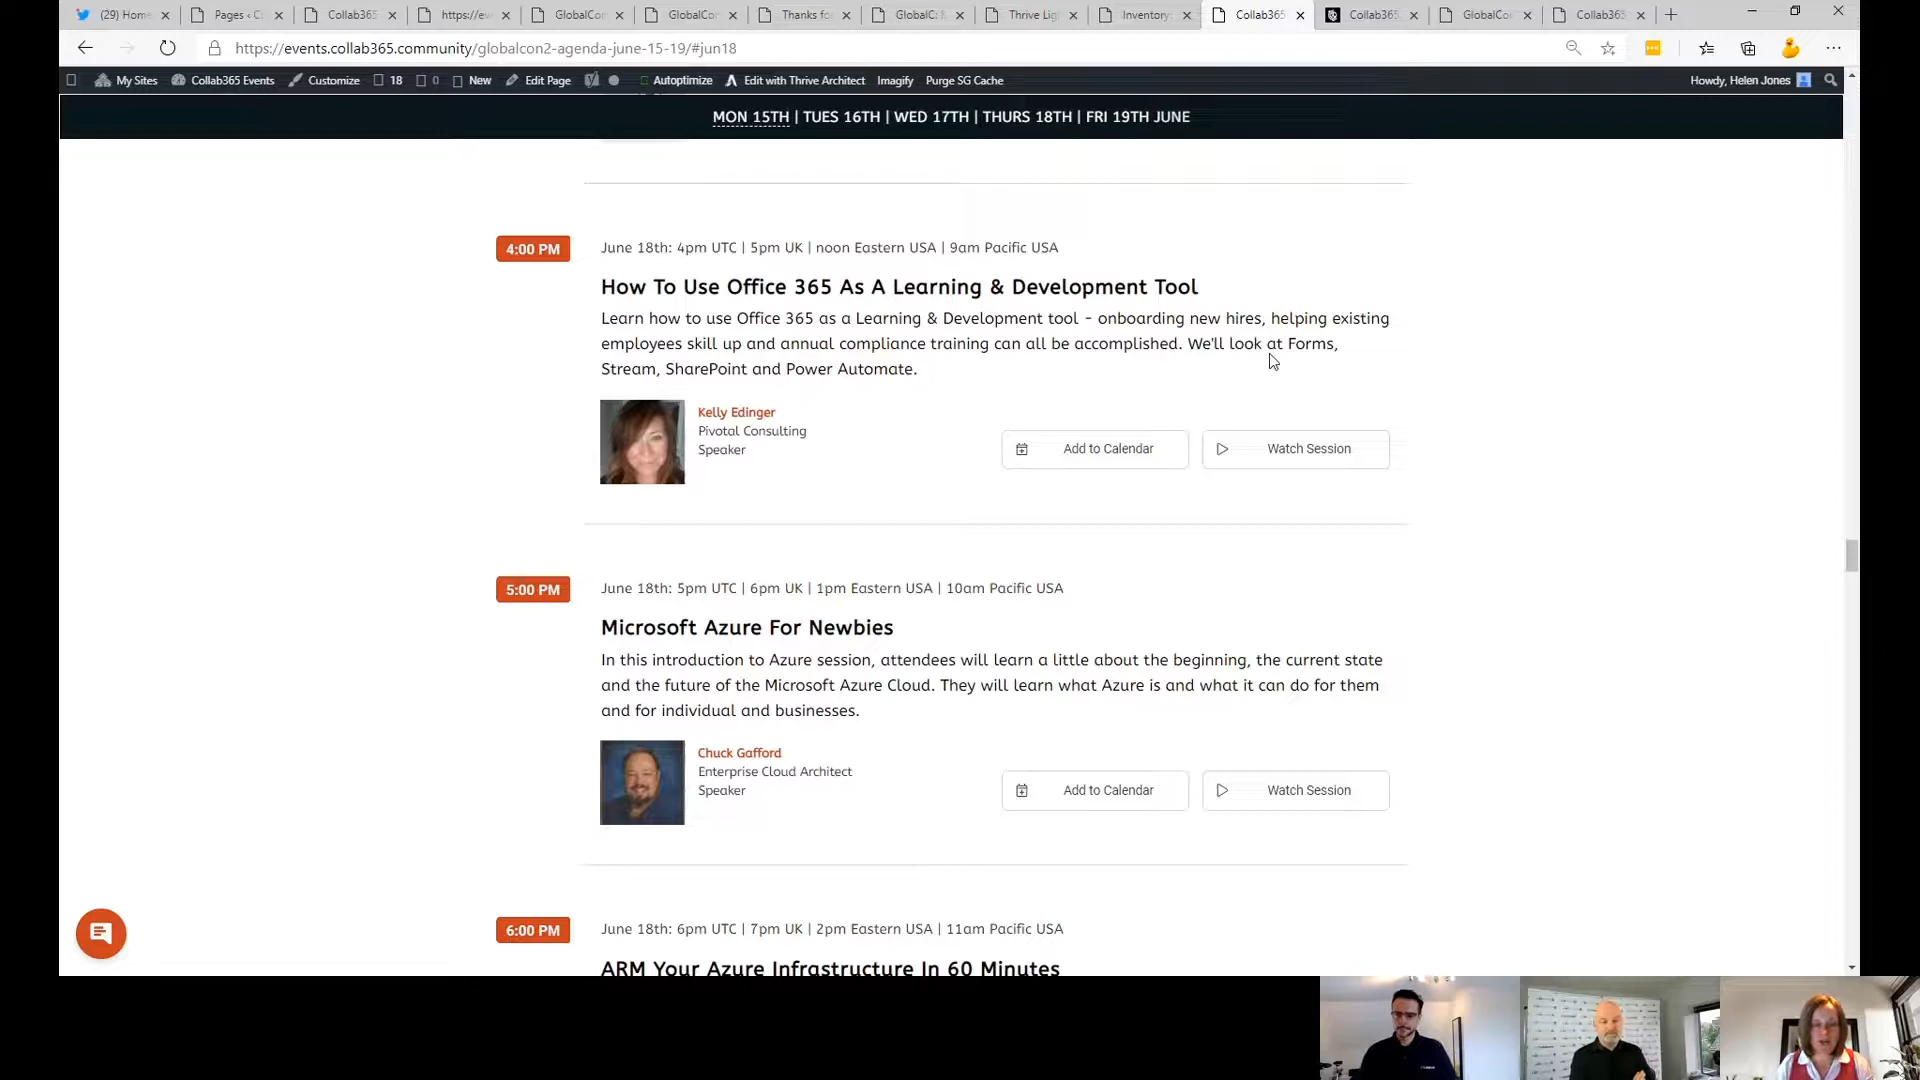 (29) Home
Pages ‹ C
Collab365
https://ev
GlobalCon
GlobalCon
Thanks fo
GlobalC
Thrive Lig
Inventory
Collab365
Collab365
GlobalCon
Collab365
https://events.collab365.community/globalcon2-agenda-june-15-19/#jun18
My Sites
Collab365 Events
Customize
18
0
New
Edit Page
Autoptimize
Edit with Thrive Architect
Imagify
Purge SG Cache
Howdy, Helen Jones
MON 15TH | TUES 16TH | WED 17TH | THURS 18TH | FRI 19TH JUNE
4:00 PM
June 18th: 4pm UTC | 5pm UK | noon Eastern USA | 9am Pacific USA
How To Use Office 365 As A Learning & Development Tool
Learn how to use Office 365 as a Learning & Development tool - onboarding new hires, helping existing
employees skill up and annual compliance training can all be accomplished. We'll look at Forms,
Stream, SharePoint and Power Automate.
Kelly Edinger
Pivotal Consulting
Speaker
Add to Calendar
Watch Session
5:00 PM
June 18th: 5pm UTC | 6pm UK | 1pm Eastern USA | 10am Pacific USA
Microsoft Azure For Newbies
In this introduction to Azure session, attendees will learn a little about the beginning, the current state
and the future of the Microsoft Azure Cloud. They will learn what Azure is and what it can do for them
and for individual and businesses.
Chuck Gafford
Enterprise Cloud Architect
Speaker
Add to Calendar
Watch Session
6:00 PM
June 18th: 6pm UTC | 7pm UK | 2pm Eastern USA | 11am Pacific USA
ARM Your Azure Infrastructure In 60 Minutes